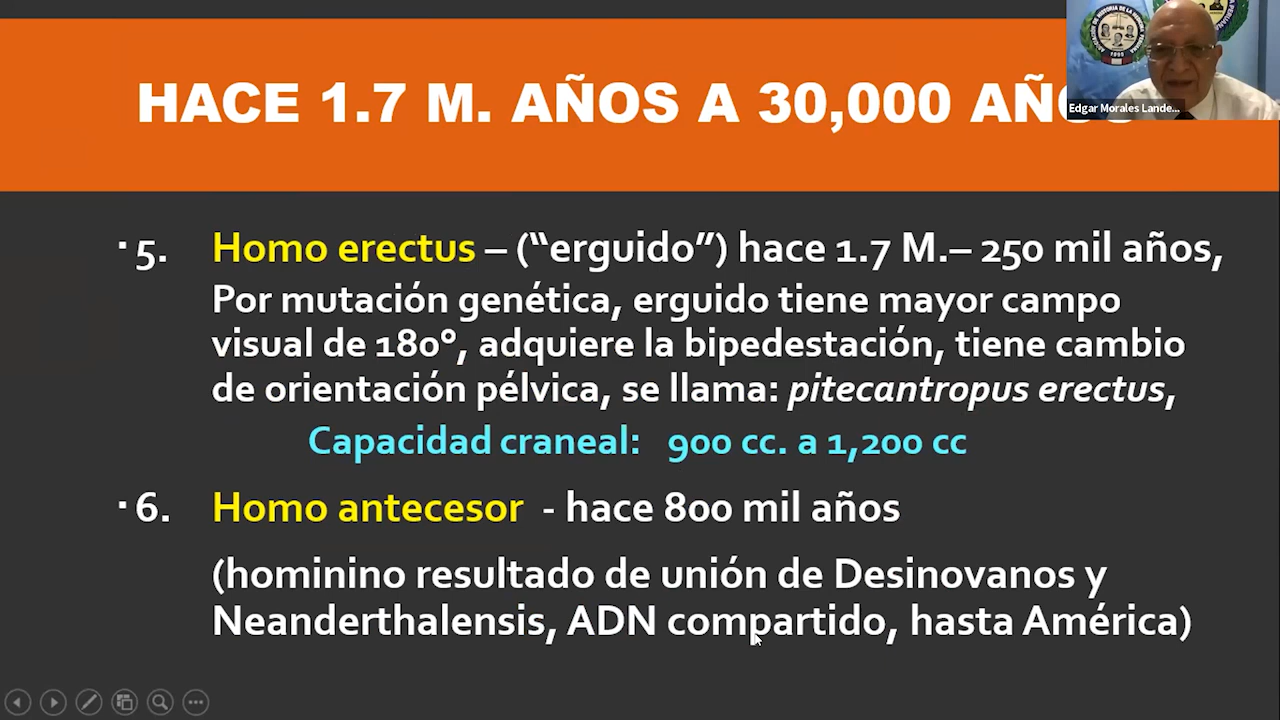 HACE 1.7 M. AÑOS A 30,000 AÑOS
Edgar Morales Lande...
▪ 5. Homo erectus – (“erguido”) hace 1.7 M.– 250 mil años,
Por mutación genética, erguido tiene mayor campo
visual de 180°, adquiere la bipedestación, tiene cambio
de orientación pélvica, se llama: pitecantropus erectus,
Capacidad craneal: 900 cc. a 1,200 cc
▪ 6. Homo antecesor - hace 800 mil años
(hominino resultado de unión de Desinovanos y
Neanderthalensis, ADN compartido, hasta América)